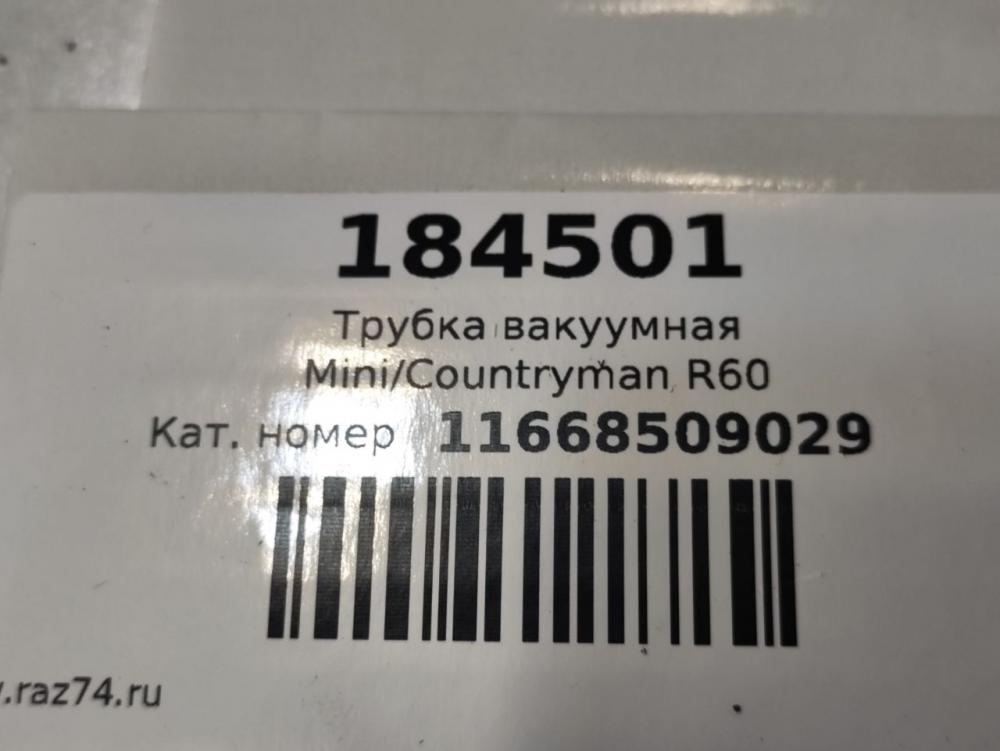 184501
Трубка вакуумная
Mini/Countryman R60
Кат. номер 11668509029
.raz74.ru